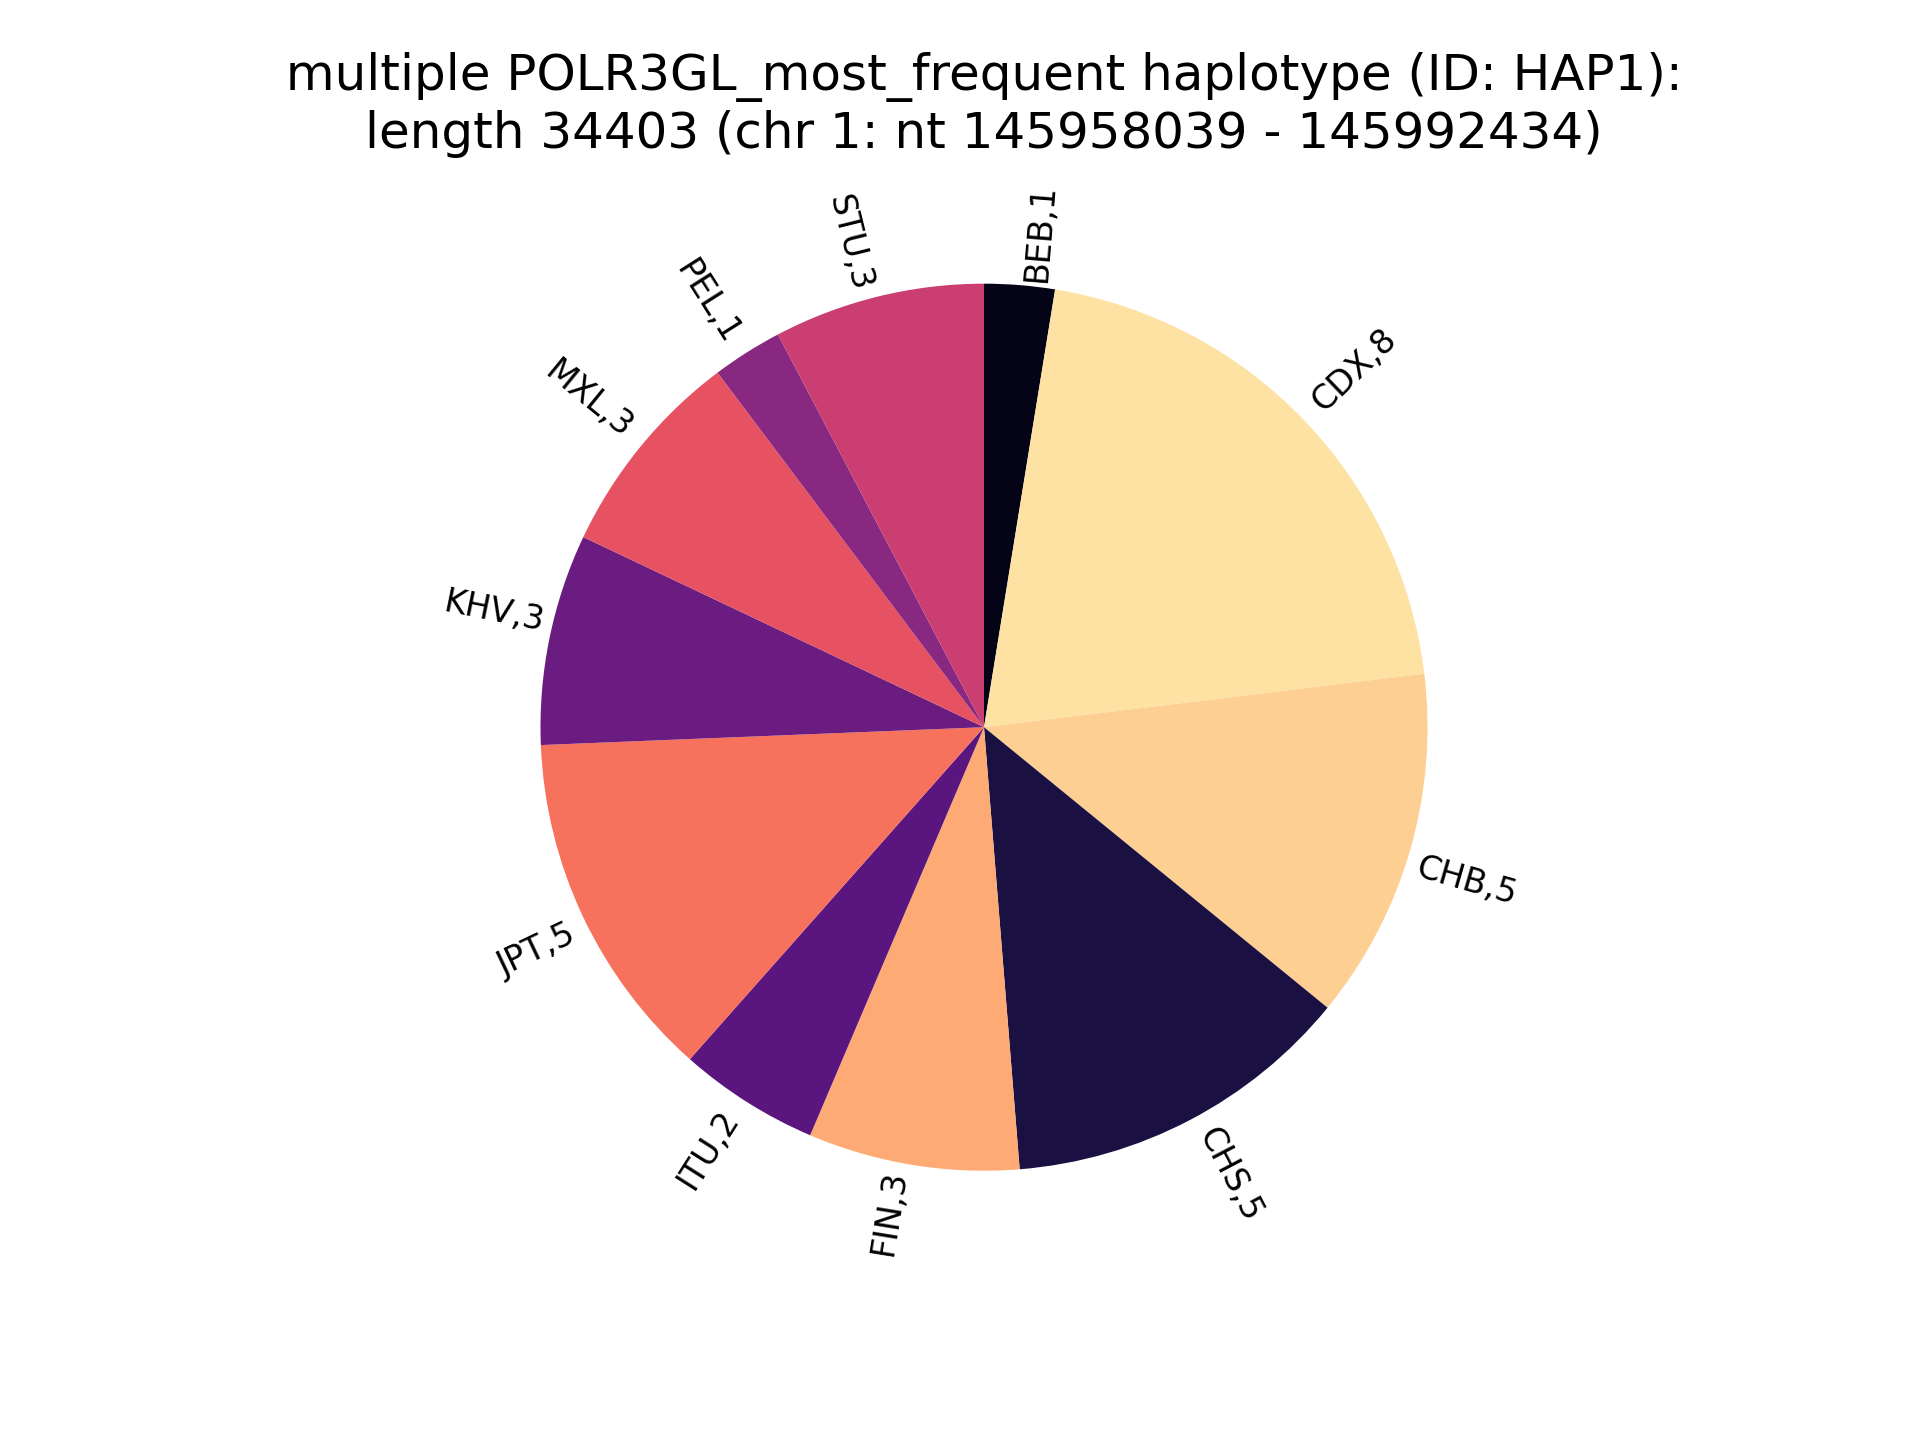 multiple POLR3GL_most_frequent haplotype (ID: HAP1):
length 34403 (chr 1: nt 145958039 - 145992434)
BEB,1
CDX,8
CHB,5
CHS,5
FIN,3
ITU,2
JPT,5
KHV,3
MXL,3
PEL,1
STU,3